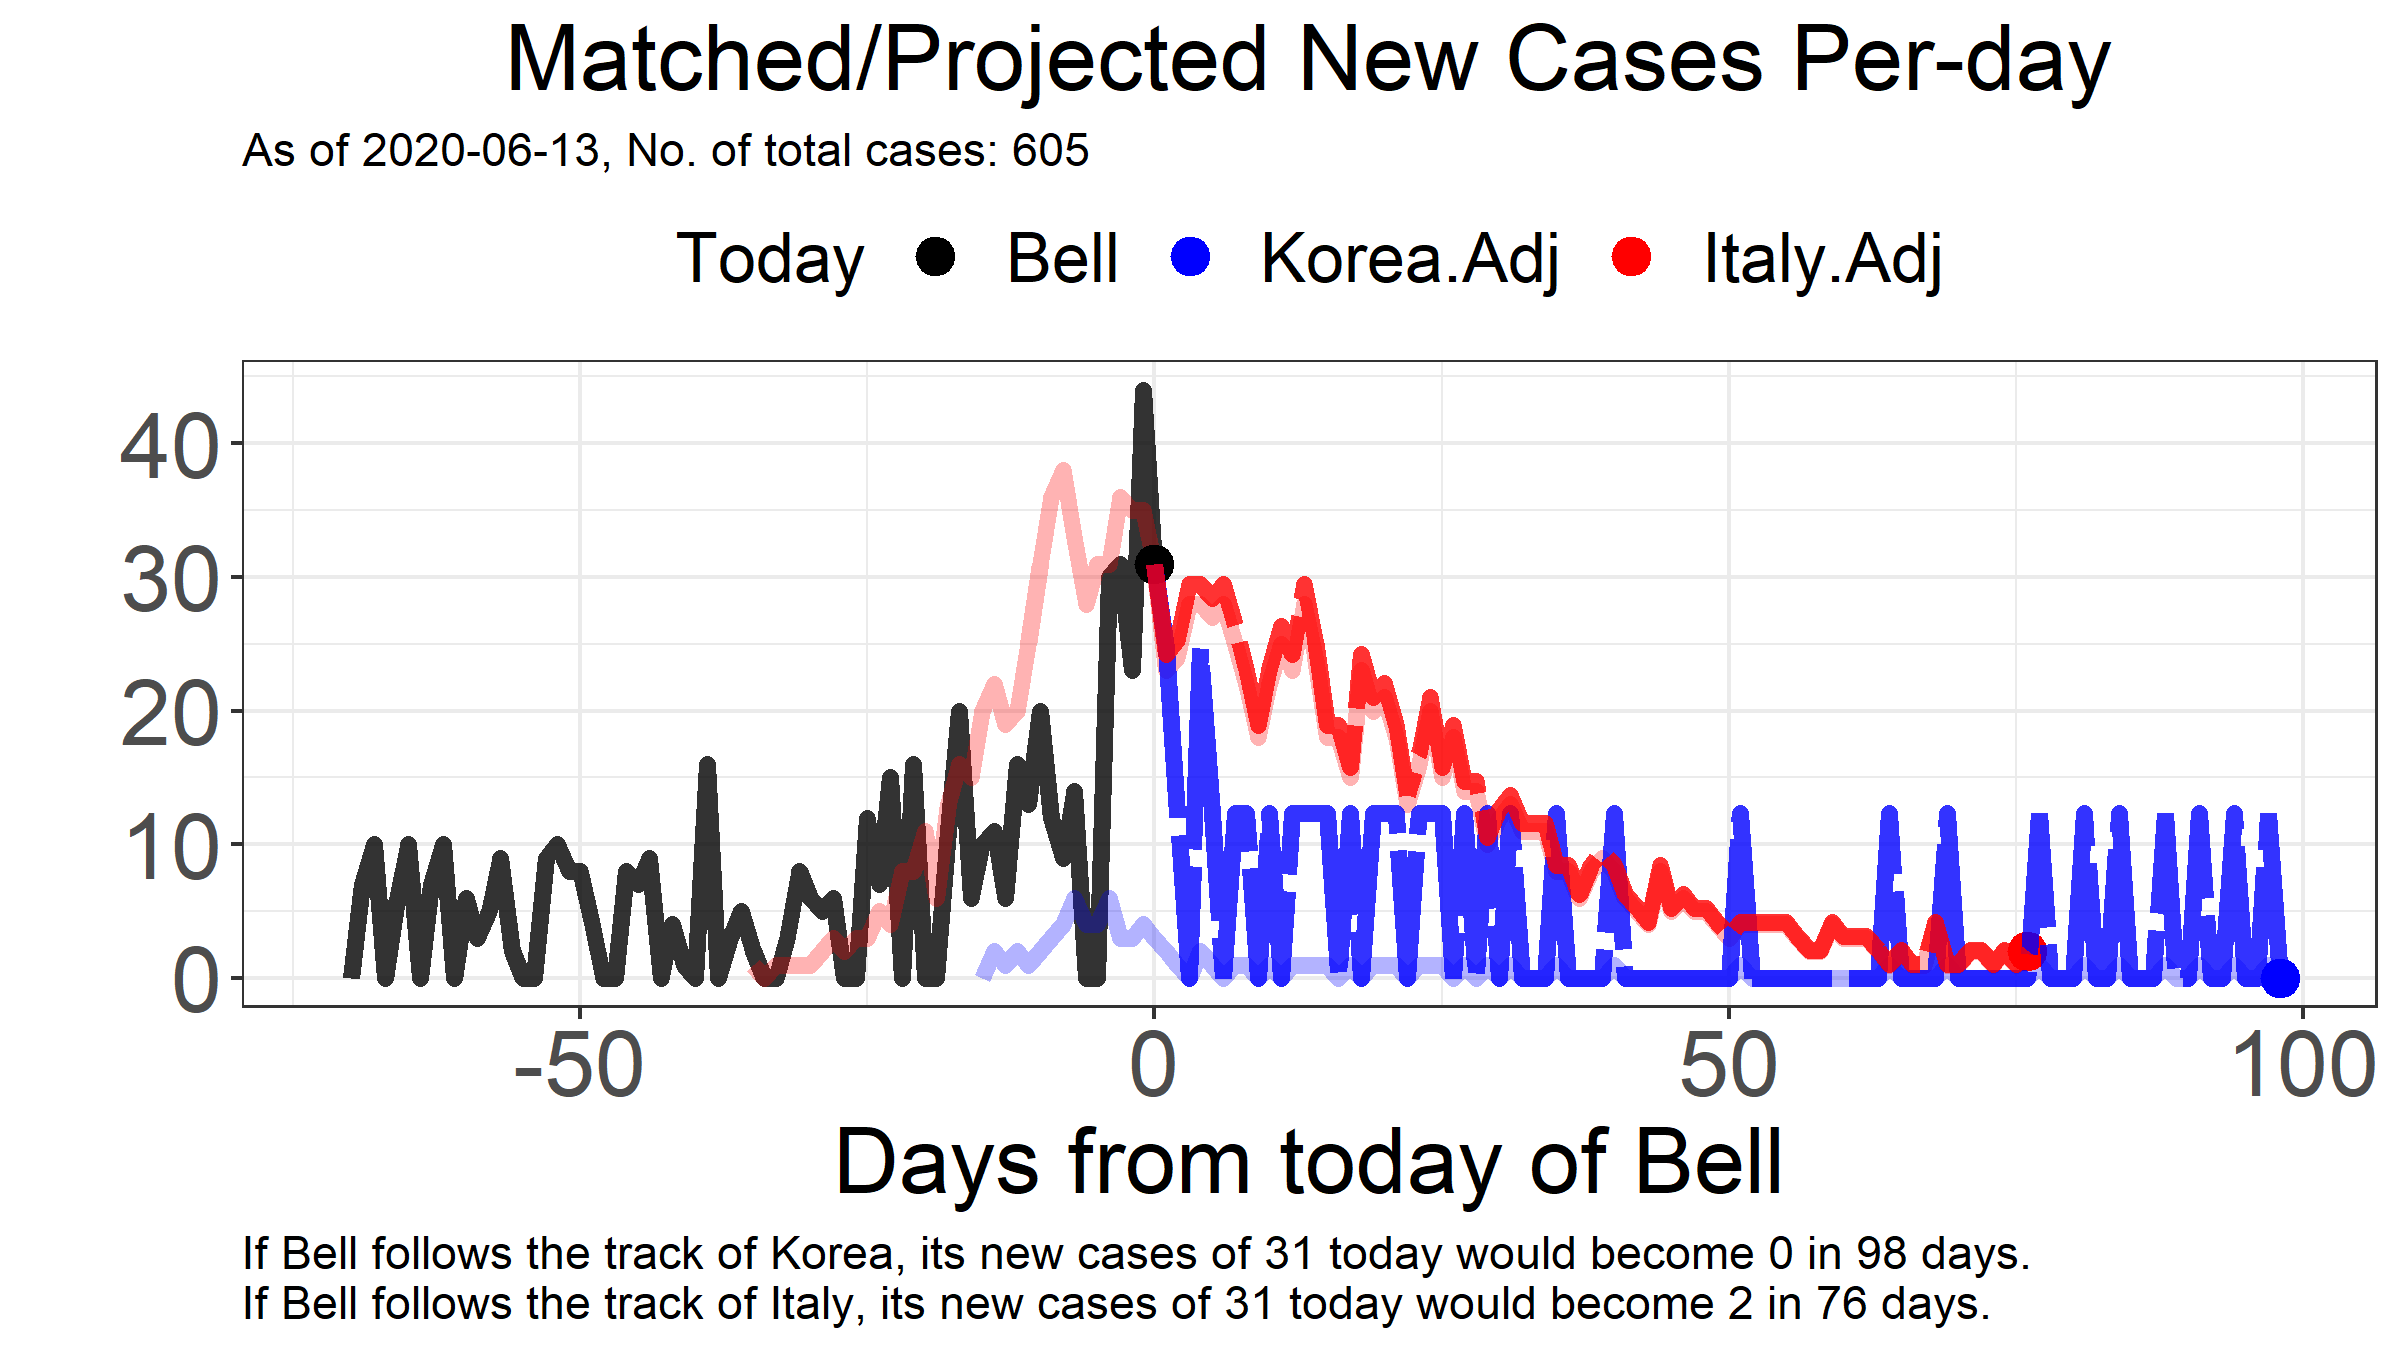 Matched/Projected New Cases Per-day
As of 2020-06-13, No. of total cases: 605
Today Bell Korea.Adj Italy.Adj
40
30
20
10
0
-50 0 50 100
Days from today of Bell
If Bell follows the track of Korea, its new cases of 31 today would become 0 in 98 days.
If Bell follows the track of Italy, its new cases of 31 today would become 2 in 76 days.